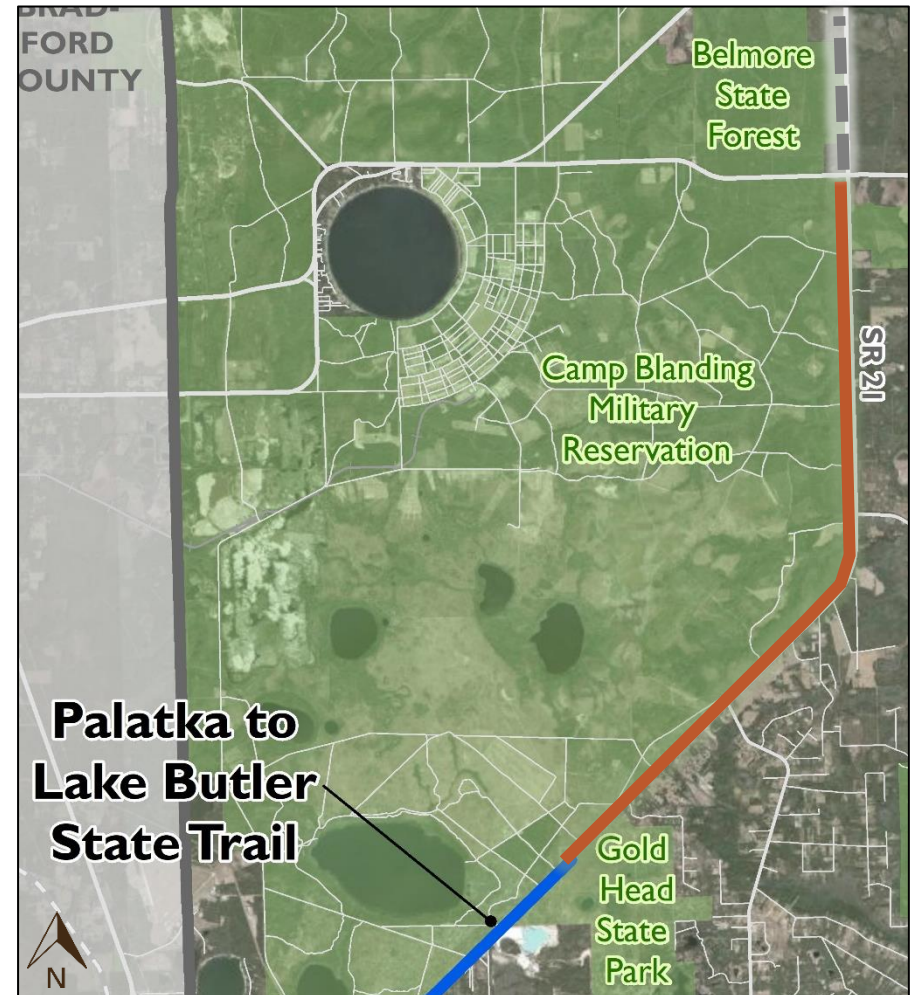 FORD
OUNTY
Belmore
State
Forest
SR 21
Camp Blanding
Military
Reservation
Palatka to
Lake Butler
State Trail
Gold
Head
State
Park
N